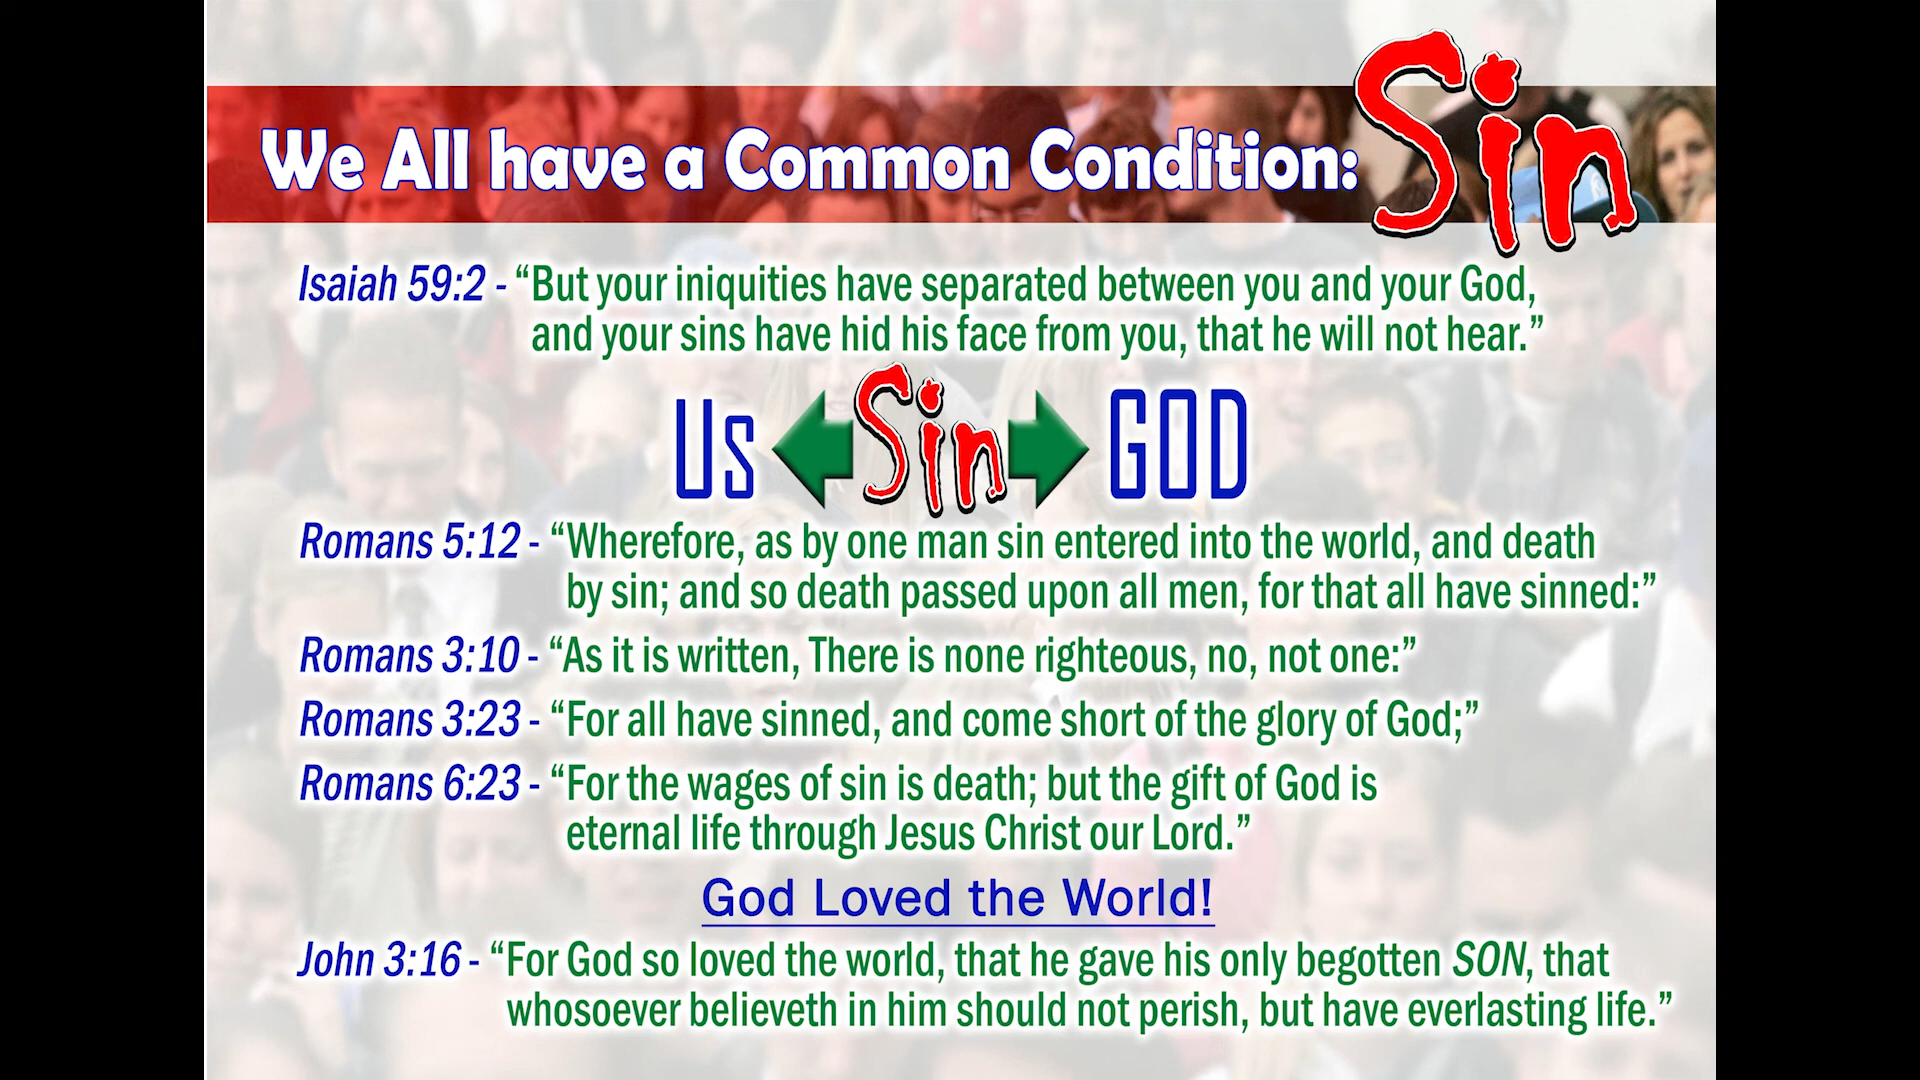 We All have a Common Condition: Sin
Isaiah 59:2 - “But your iniquities have separated between you and your God,
and your sins have hid his face from you, that he will not hear.”
Us Sin GOD
Romans 5:12 - “Wherefore, as by one man sin entered into the world, and death
by sin; and so death passed upon all men, for that all have sinned:”
Romans 3:10 - “As it is written, There is none righteous, no, not one:”
Romans 3:23 - “For all have sinned, and come short of the glory of God;”
Romans 6:23 - “For the wages of sin is death; but the gift of God is
eternal life through Jesus Christ our Lord.”
God Loved the World!
John 3:16 - “For God so loved the world, that he gave his only begotten SON, that
whosoever believeth in him should not perish, but have everlasting life.”